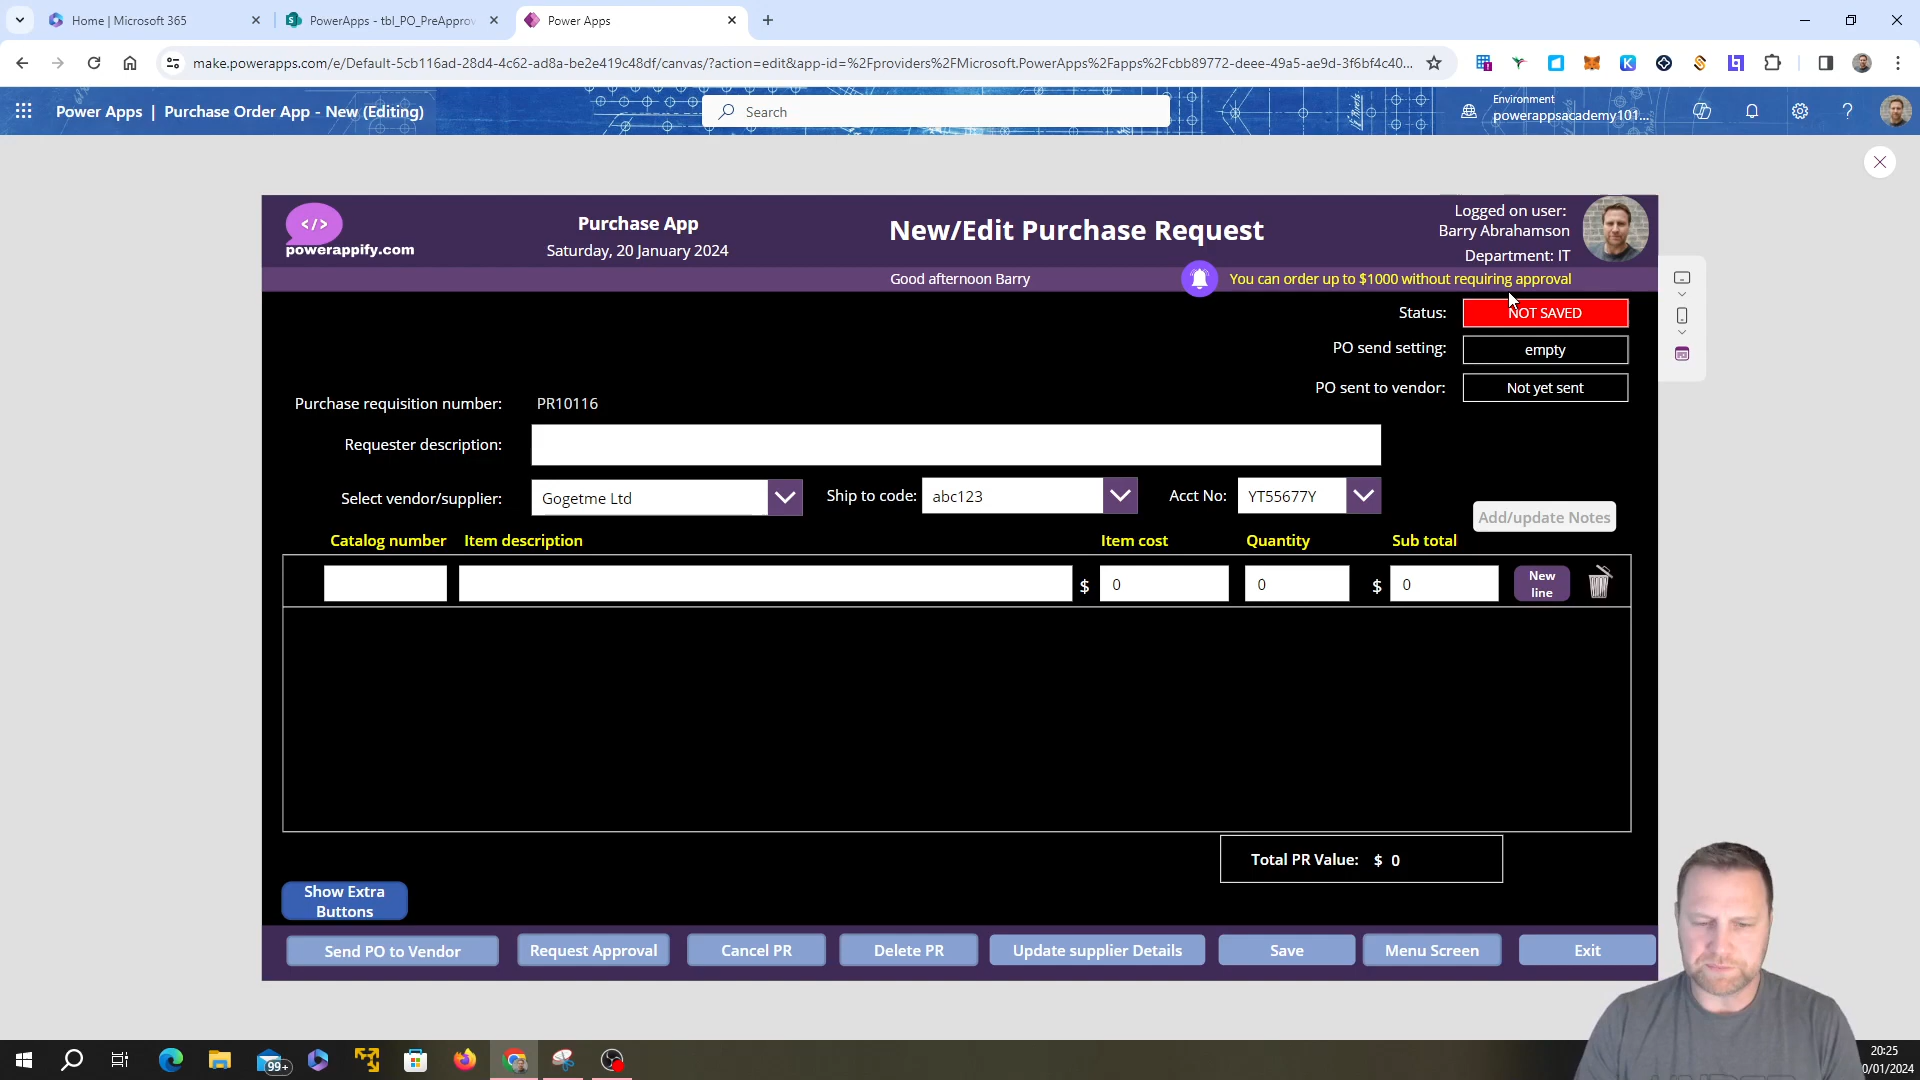 Home | Microsoft 365
PowerApps - tbl_PO_PreApprov
Power Apps
make.powerapps.com/e/Default-5cb116ad-28d4-4c62-ad8a-be2e419c48df/canvas/?action=edit&app-id=%2Fproviders%2FMicrosoft.PowerApps%2Fapps%2Fcbb89772-deee-49a5-ae9d-3f6bf4c40...
Power Apps | Purchase Order App - New (Editing)
Search
Environment
powerappsacademy101...
</>
powerappify.com
Purchase App
Saturday, 20 January 2024
New/Edit Purchase Request
Logged on user:
Barry Abrahamson
Department: IT
Good afternoon Barry
You can order up to $1000 without requiring approval
Status: NOT SAVED
PO send setting: empty
PO sent to vendor: Not yet sent
Purchase requisition number: PR10116
Requester description:
Select vendor/supplier: Gogetme Ltd
Ship to code: abc123
Acct No: YT55677Y
Add/update Notes
Catalog number Item description Item cost Quantity Sub total
$ 0 0 $ 0
New
line
Total PR Value: $ 0
Show Extra
Buttons
Send PO to Vendor Request Approval Cancel PR Delete PR Update supplier Details Save Menu Screen Exit
99+
20:25
0/01/2024